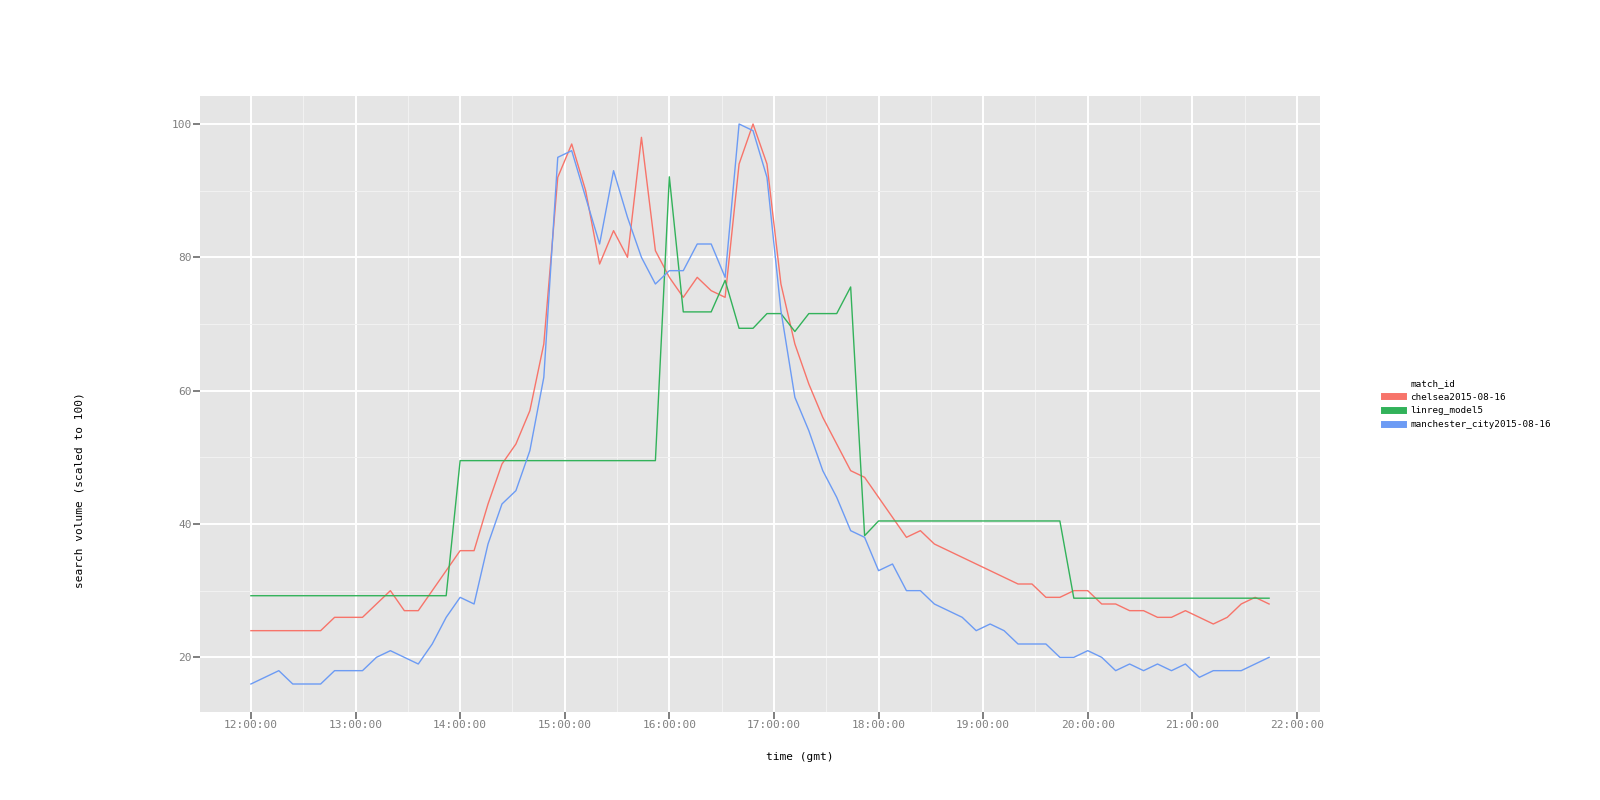 100
80
60
40
20
search volume (scaled to 100)
12:00:00 13:00:00 14:00:00 15:00:00 16:00:00 17:00:00 18:00:00 19:00:00 20:00:00 21:00:00 22:00:00
time (gmt)
match_id
chelsea2015-08-16
linreg_model5
manchester_city2015-08-16